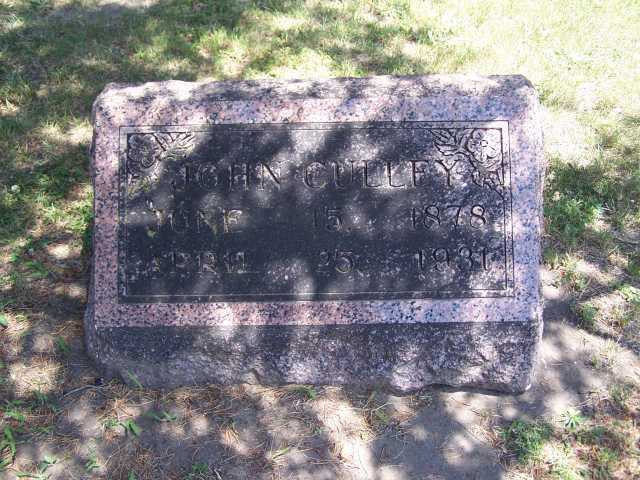 JOHN CULLEY
JUNE 15. 1878
APRIL 25. 1931